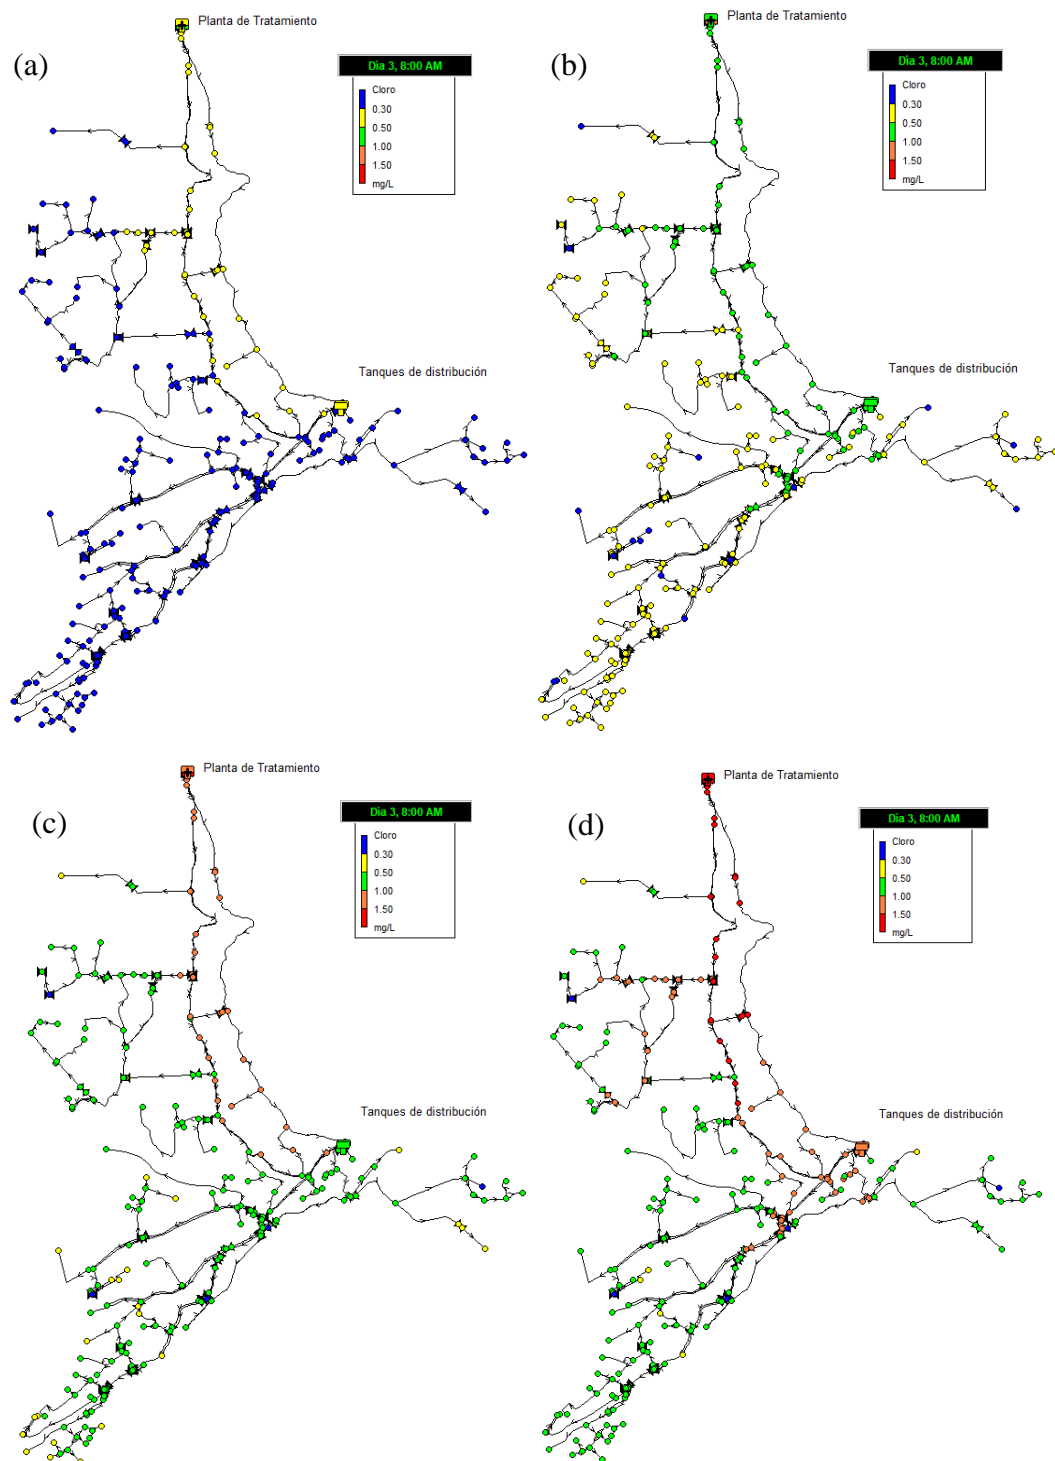 Planta de Tratamiento
(a)
Dia 3, 8:00 AM
Cloro
0.30
0.50
1.00
1.50
mg/L
Tanques de distribución
Planta de Tratamiento
(b)
Dia 3, 8:00 AM
Cloro
0.30
0.50
1.00
1.50
mg/L
Tanques de distribución
Planta de Tratamiento
(c)
Dia 3, 8:00 AM
Cloro
0.30
0.50
1.00
1.50
mg/L
Tanques de distribución
Planta de Tratamiento
(d)
Dia 3, 8:00 AM
Cloro
0.30
0.50
1.00
1.50
mg/L
Tanques de distribución